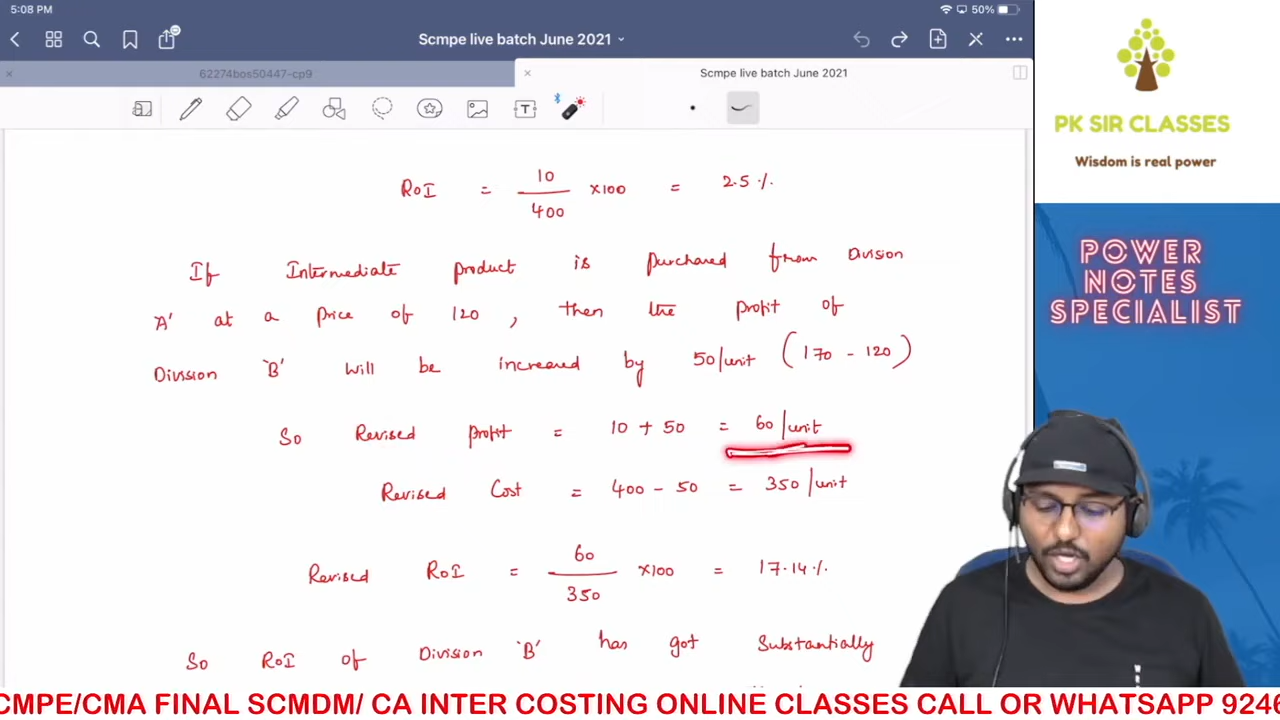 5:08 PM
50%
Scmpe live batch June 2021
62274bos50447-cp9
Scmpe live batch June 2021
RoI = 10/400 ×100 = 2.5 %
If Intermediate product is purchased from Division
'A' at a price of 120 , then the profit of
Division 'B' will be increased by 50/unit (170 - 120)
So Revised profit = 10 + 50 = 60/unit
Revised Cost = 400 - 50 = 350/unit
Revised RoI = 60/350 ×100 = 17.14%
So RoI of Division 'B' has got Substantially
PK SIR CLASSES
Wisdom is real power
POWER
NOTES
SPECIALIST
CMPE/CMA FINAL SCMDM/ CA INTER COSTING ONLINE CLASSES CALL OR WHATSAPP 924